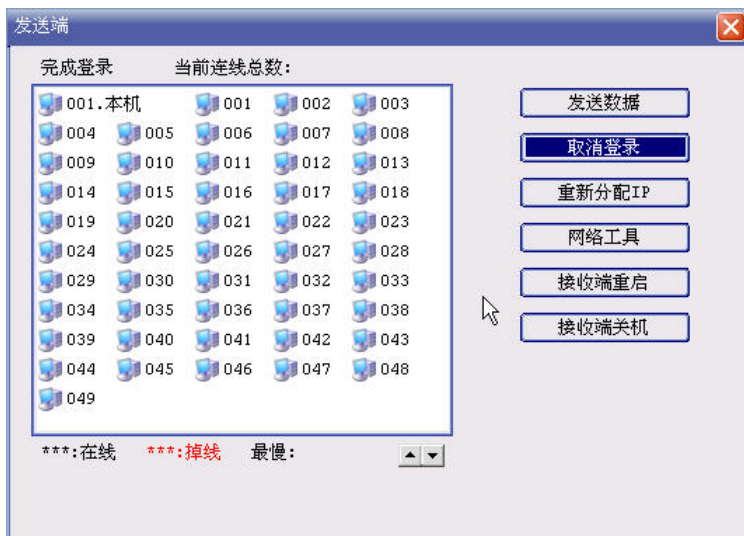 发送端
完成登录 当前连线总数:
001.本机 001 002 003
004 005 006 007 008
009 010 011 012 013
014 015 016 017 018
019 020 021 022 023
024 025 026 027 028
029 030 031 032 033
034 035 036 037 038
039 040 041 042 043
044 045 046 047 048
049
***:在线 ***:掉线 最慢:
发送数据
取消登录
重新分配IP
网络工具
接收端重启
接收端关机